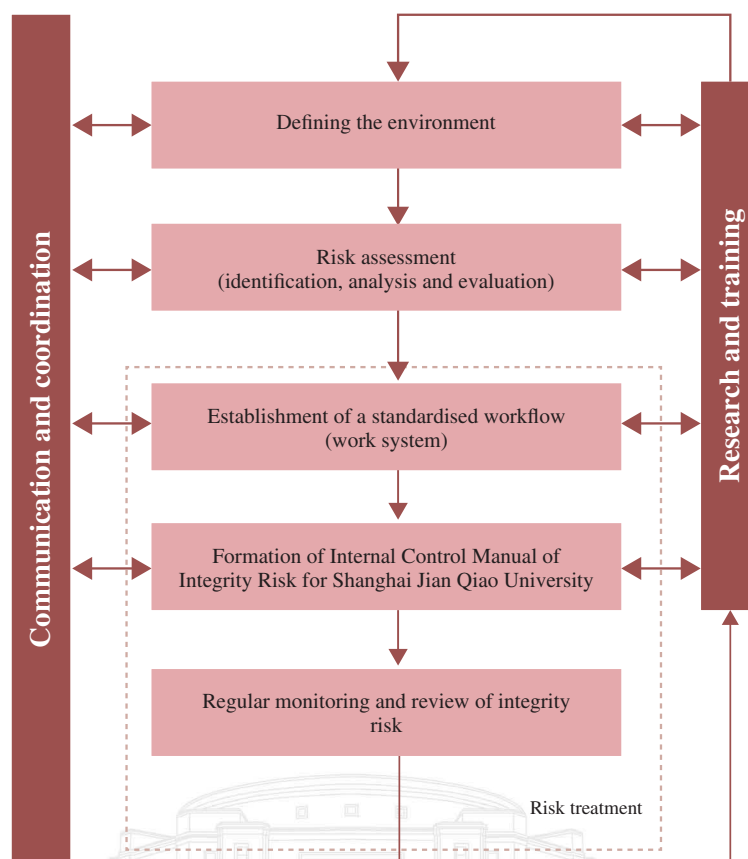 Communication and coordination
Defining the environment
Risk assessment
(identification, analysis and evaluation)
Establishment of a standardised workflow
(work system)
Formation of Internal Control Manual of
Integrity Risk for Shanghai Jian Qiao University
Regular monitoring and review of integrity
risk
Risk treatment
Research and training